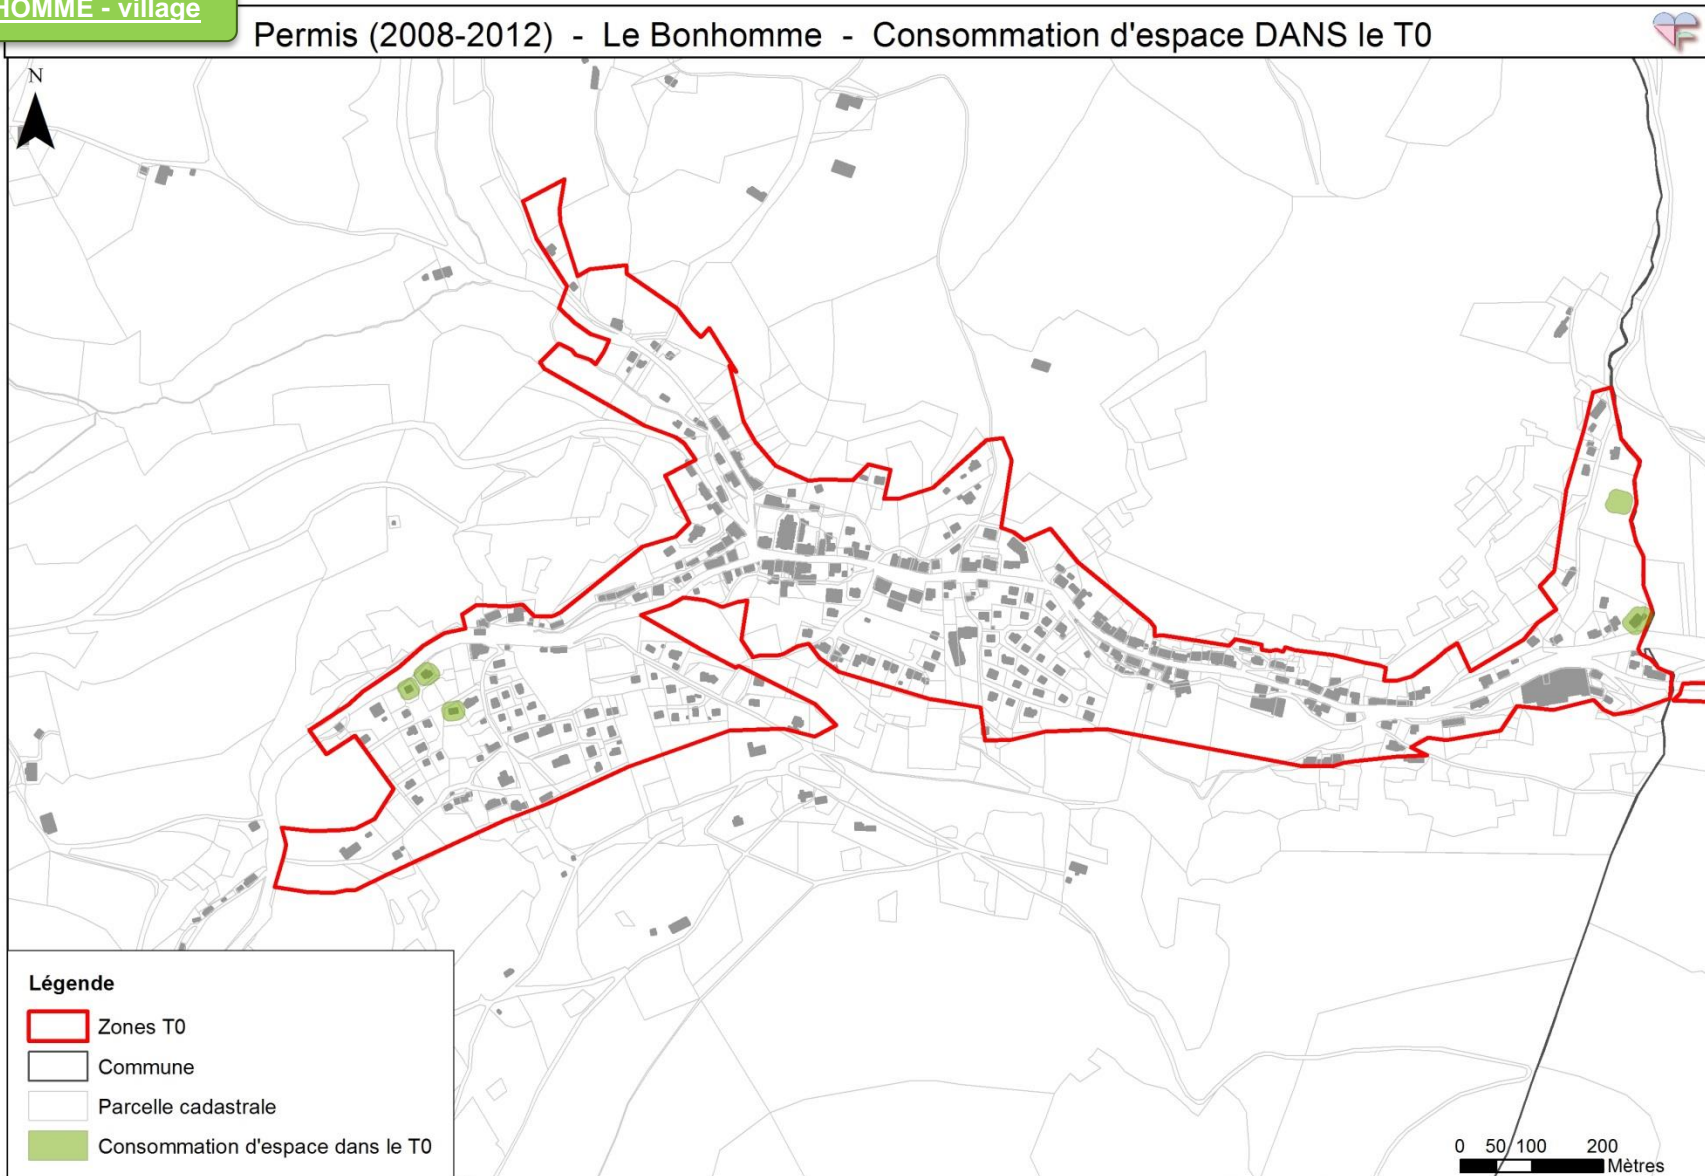 HOMME - village
Permis (2008-2012) - Le Bonhomme - Consommation d'espace DANS le T0
N
Légende
Zones T0
Commune
Parcelle cadastrale
Consommation d'espace dans le T0
0 50 100 200
Mètres